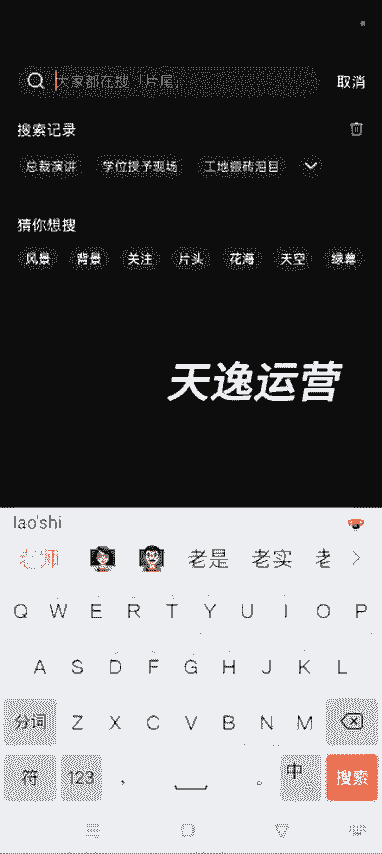 大家都在搜「片尾」
取消
搜索记录
总裁演讲 学位授予现场 工地搬砖泪目
猜你想搜
风景 背景 关注 片头 花海 天空 绿幕
天逸运营
lao'shi
老师 老是 老实 老
Q W E R T Y U I O P
A S D F G H J K L
分词 Z X C V B N M
符 123 ， 。 中 搜索